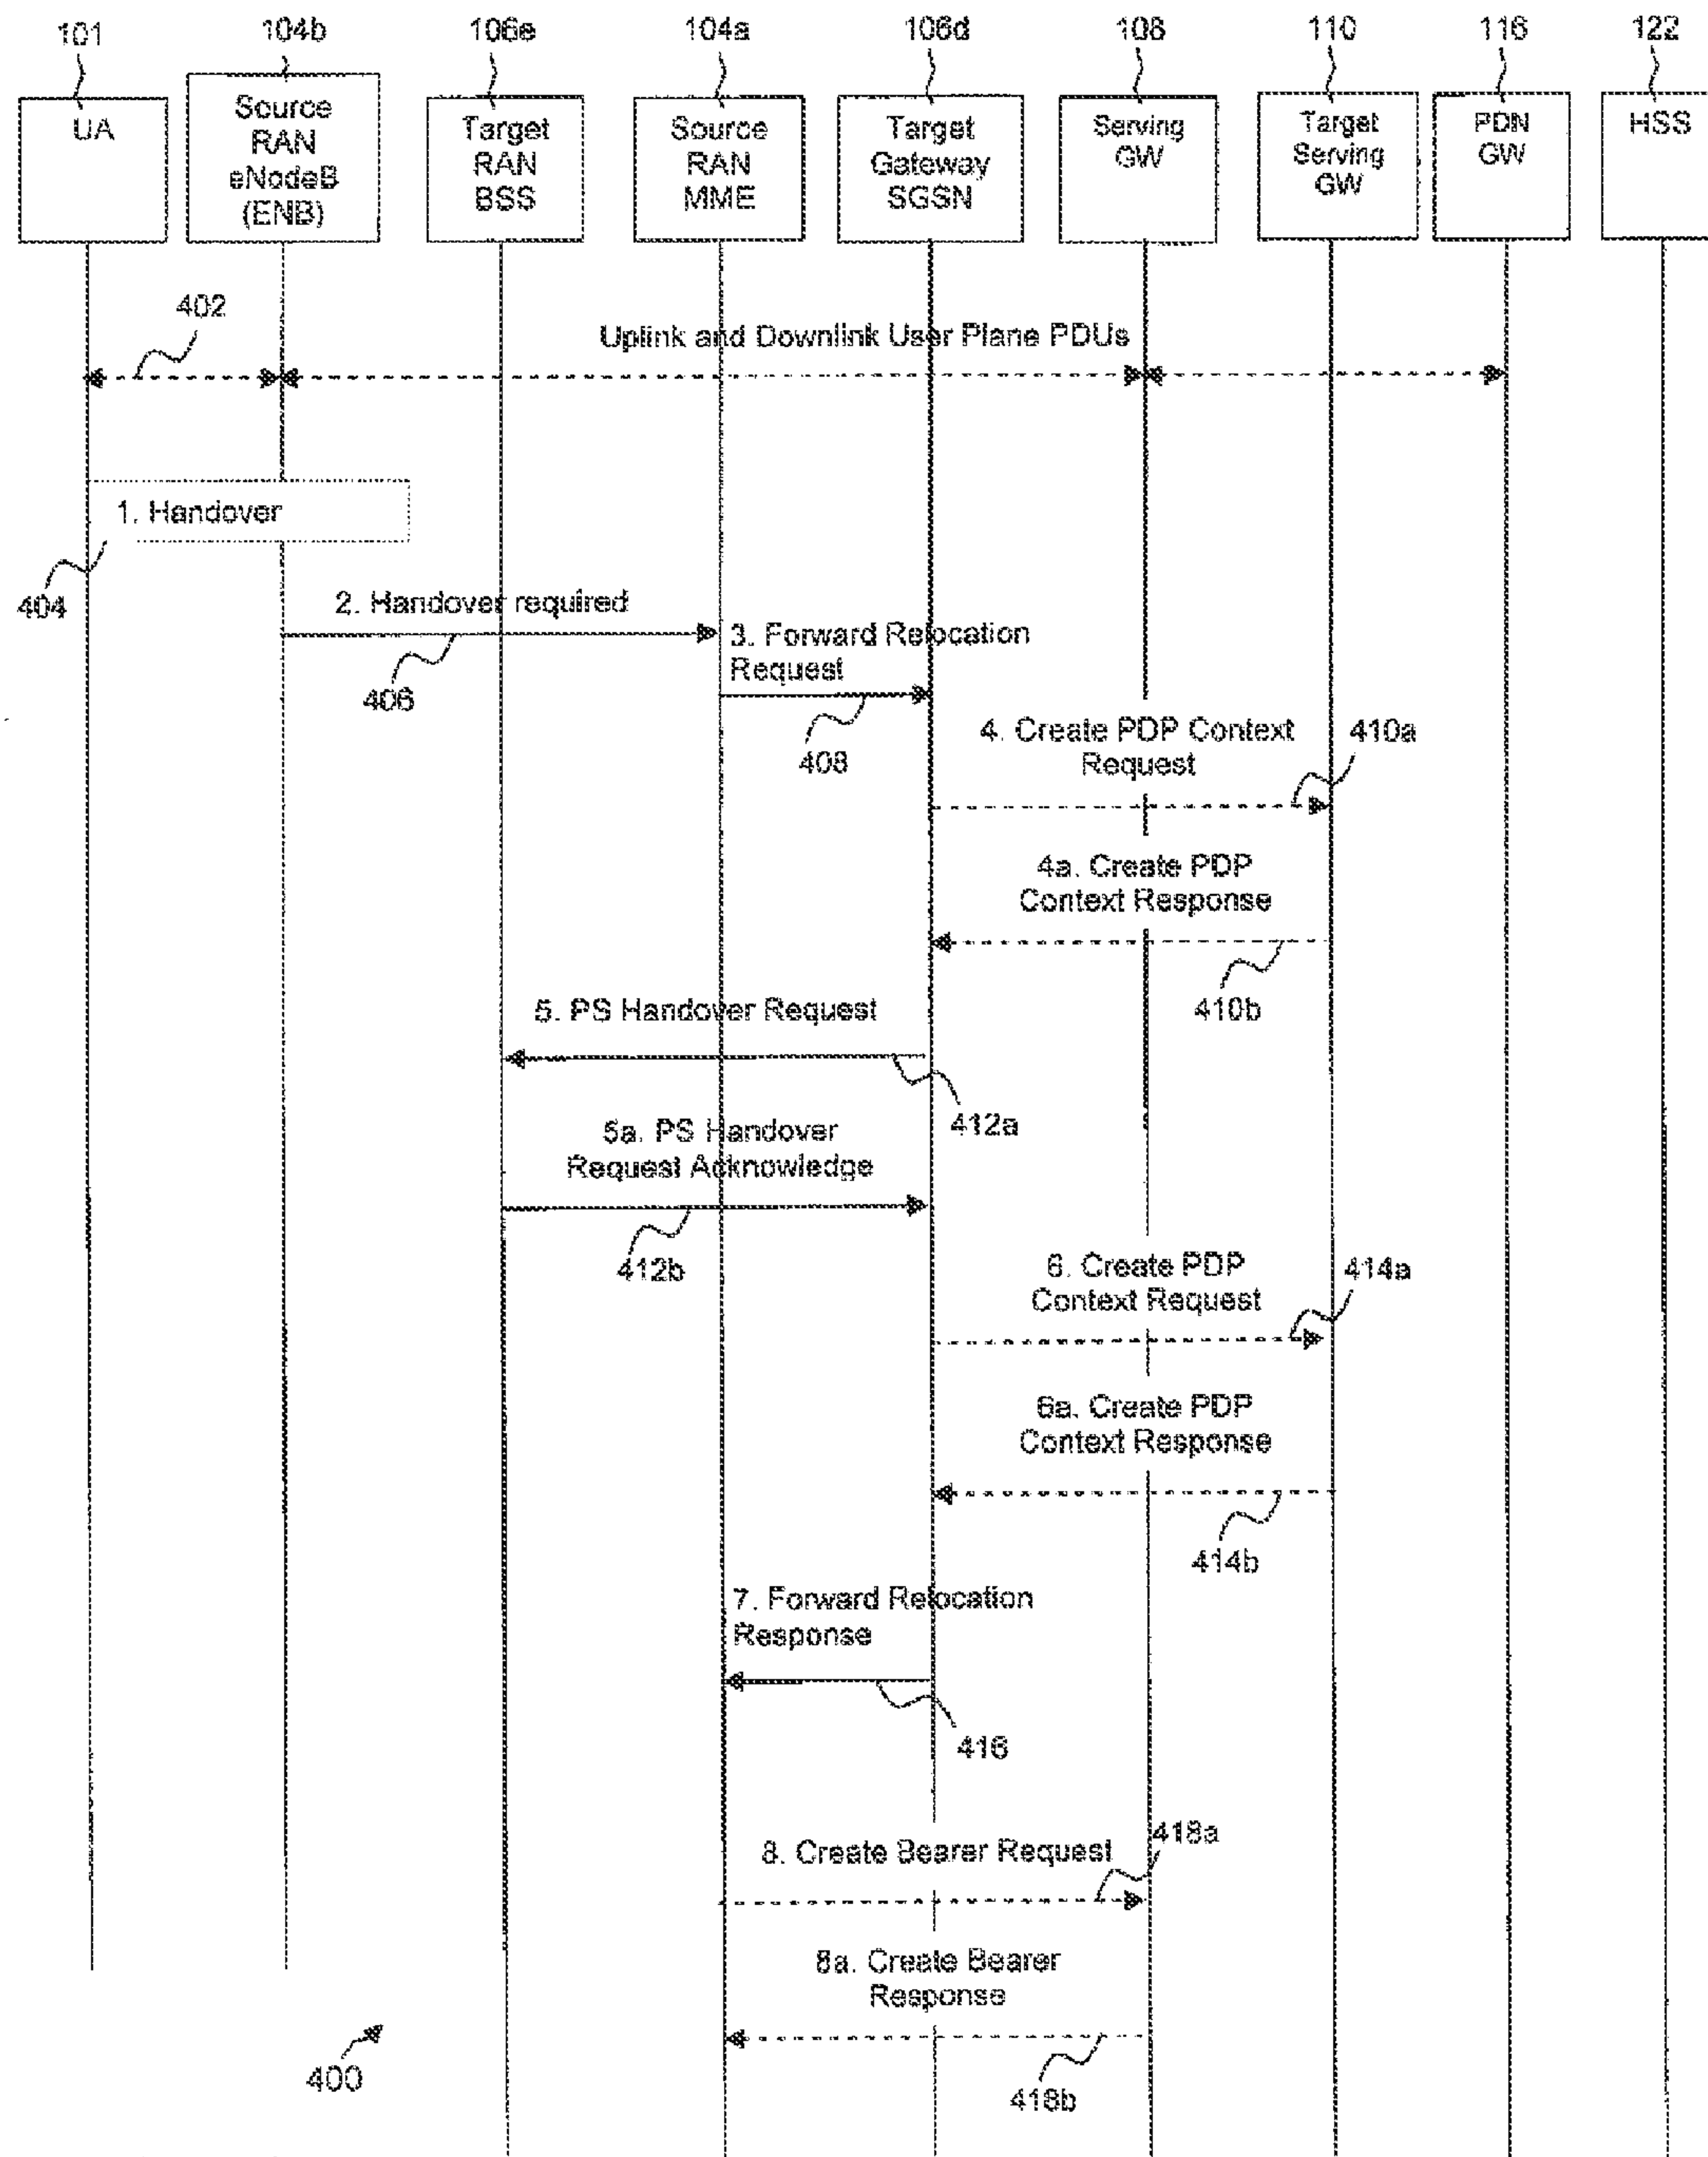 101
104b
106e
104a
106d
108
110
116
122
UA
Source
RAN
eNodeB
(ENB)
Target
RAN
BSS
Source
RAN
MME
Target
Gateway
SGSN
Serving
GW
Target
Serving
GW
PDN
GW
HSS
402
Uplink and Downlink User Plane PDUs
1. Handover
404
2. Handover required
406
3. Forward Relocation
Request
408
4. Create PDP Context
Request
410a
4a. Create PDP
Context Response
410b
5. PS Handover Request
412a
5a. PS Handover
Request Acknowledge
412b
6. Create PDP
Context Request
414a
6a. Create PDP
Context Response
414b
7. Forward Relocation
Response
416
8. Create Bearer Request
418a
8a. Create Bearer
Response
418b
400